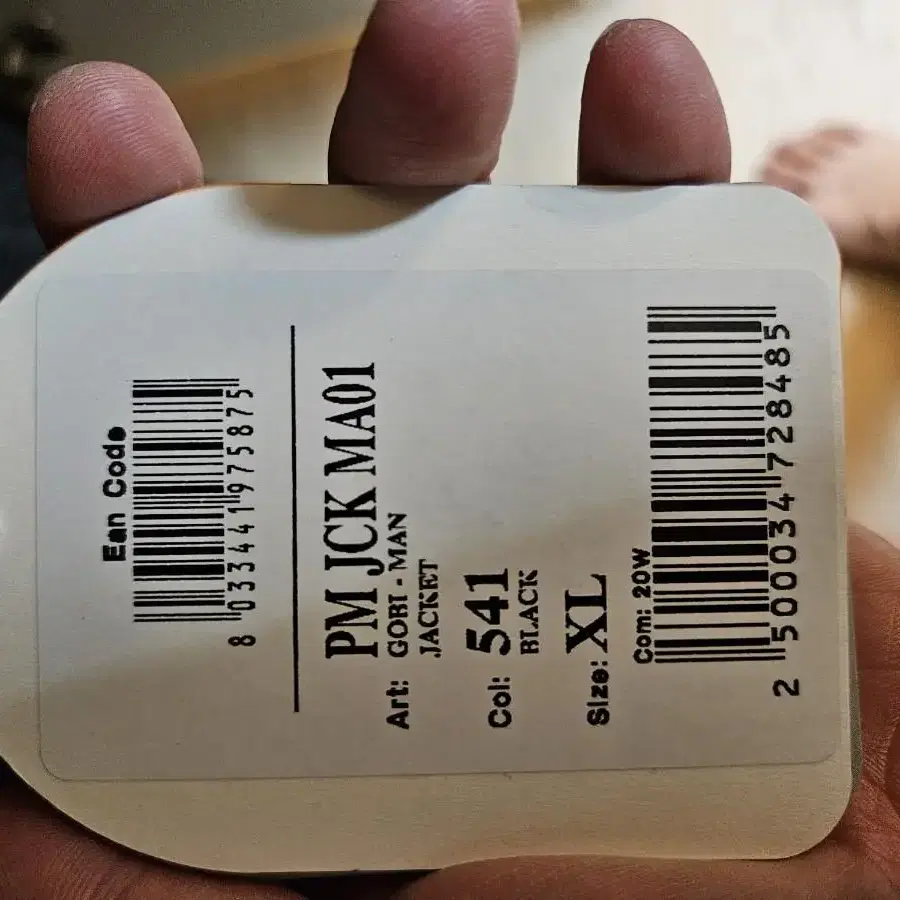 Ean Code
8 033441 975875
PM JCK MA01
Art: GOBI - MAN
JACKET
Col: 541
BLACK
Size: XL
Com: 20W
2 500034 728485